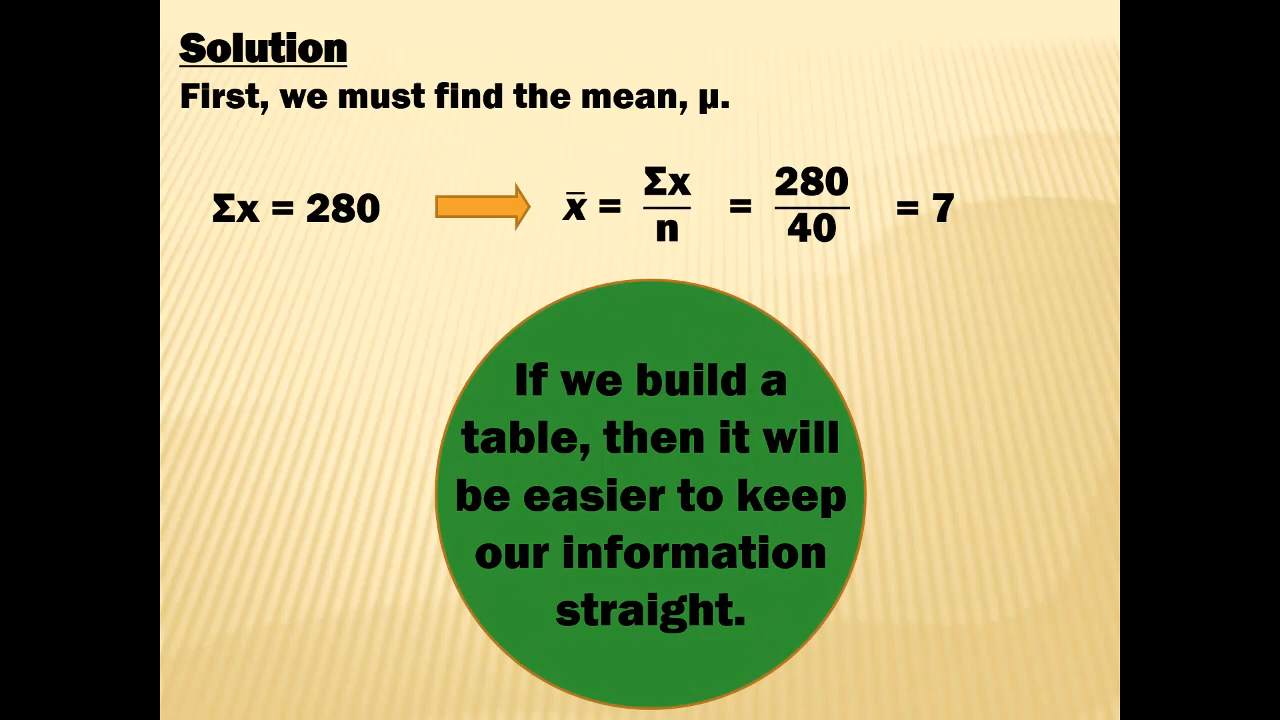 Solution
First, we must find the mean, µ.
Σx = 280
x̅ = Σx/n = 280/40 = 7
If we build a
table, then it will
be easier to keep
our information
straight.